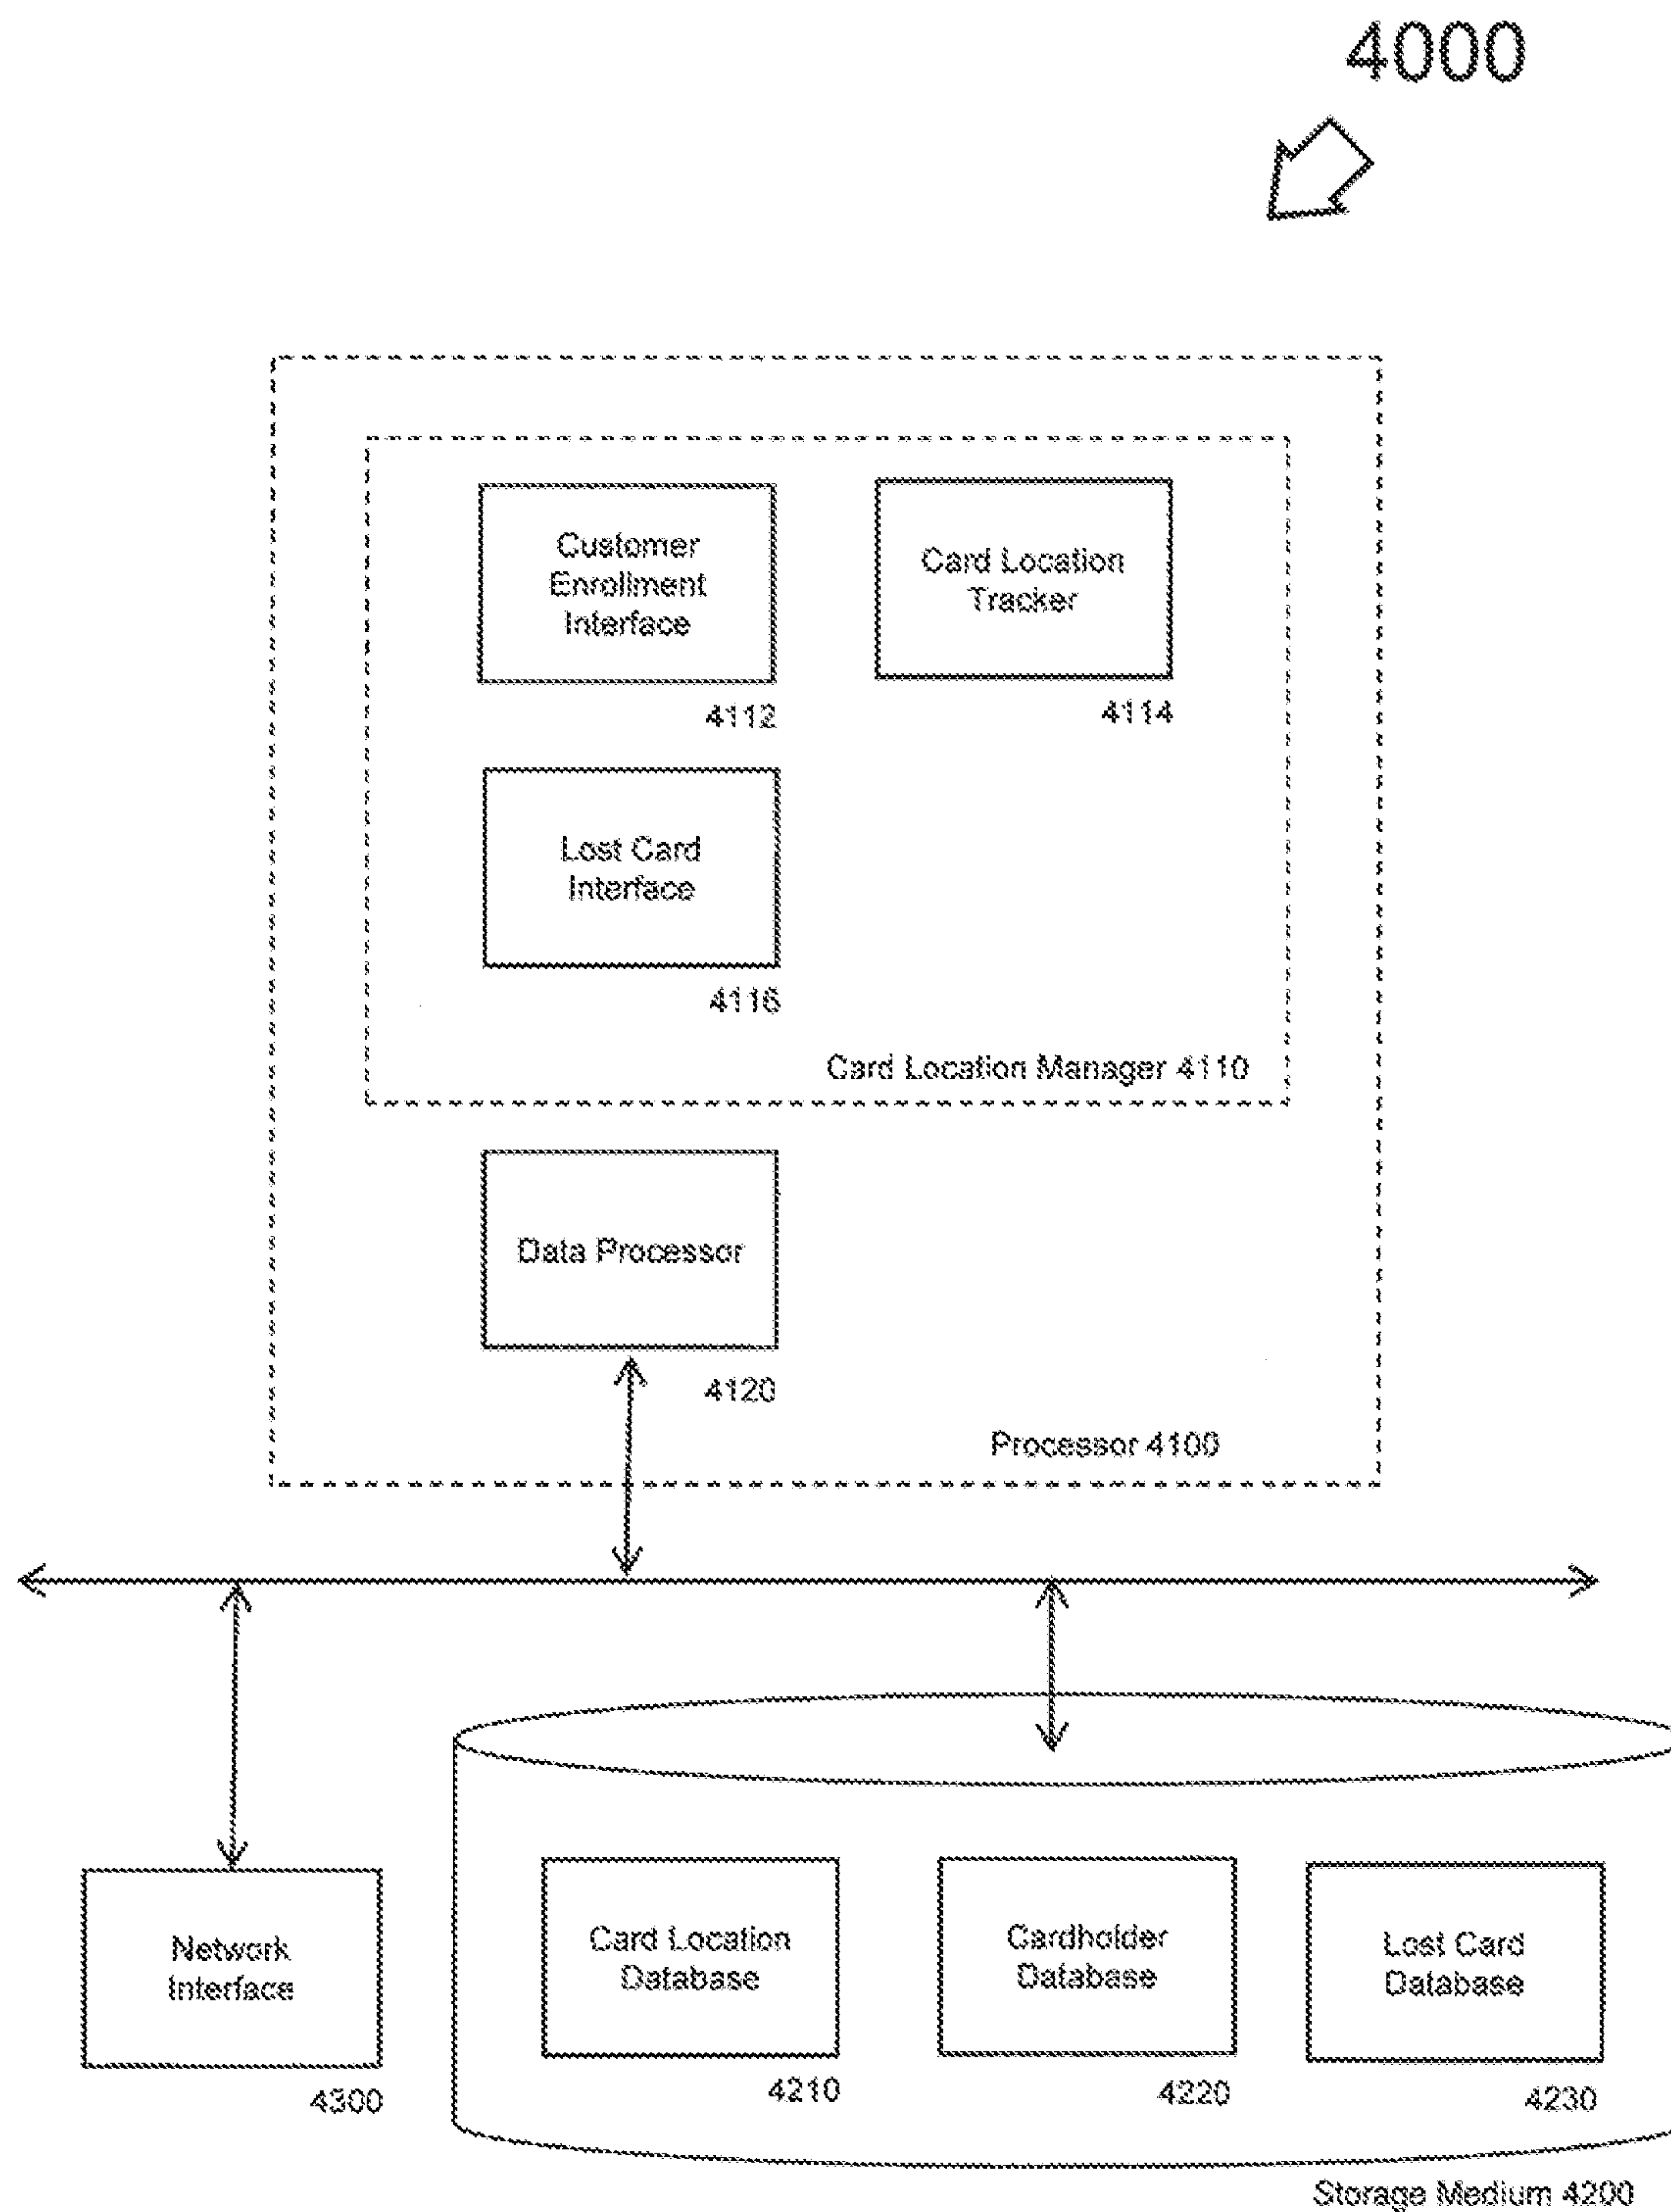 4000
Customer
Enrollment
Interface
4112
Card Location
Tracker
4114
Lost Card
Interface
4116
Card Location Manager 4110
Data Processor
4120
Processor 4100
Network
Interface
4300
Card Location
Database
4210
Cardholder
Database
4220
Lost Card
Database
4230
Storage Medium 4200